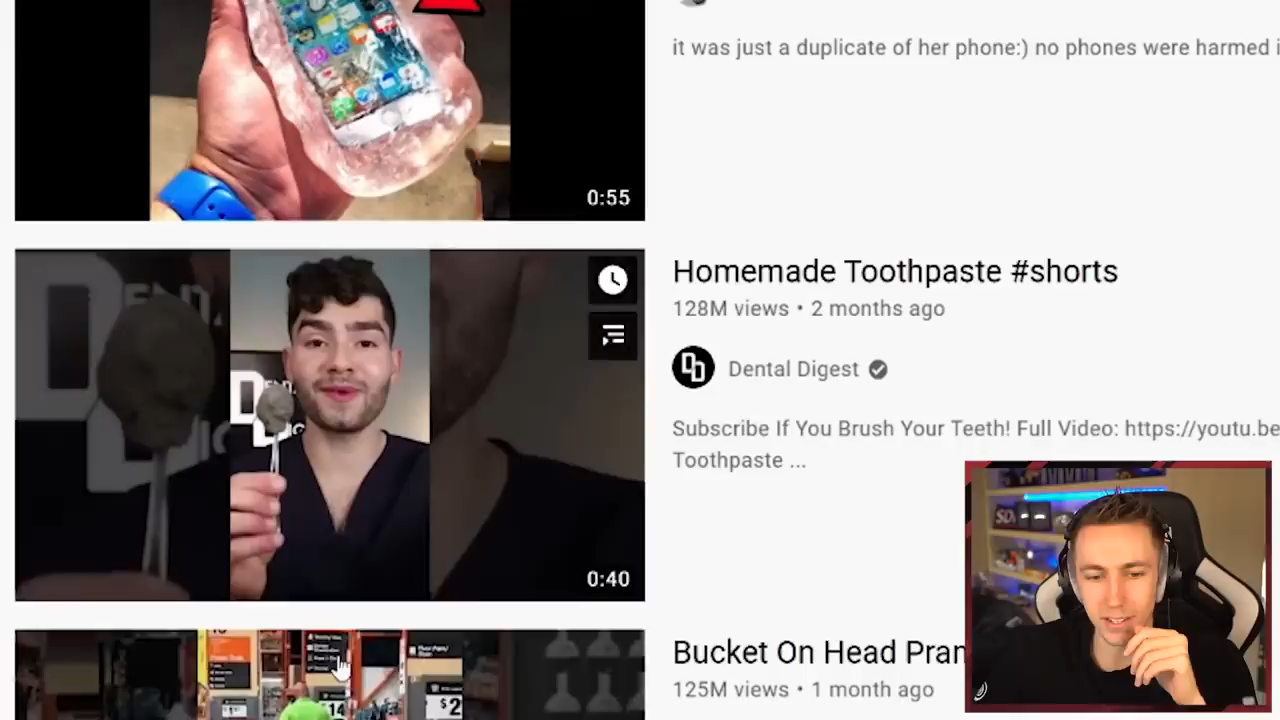 it was just a duplicate of her phone:) no phones were harmed i
0:55
Homemade Toothpaste #shorts
128M views • 2 months ago
Dental Digest
Subscribe If You Brush Your Teeth! Full Video: https://youtu.be
Toothpaste ...
0:40
Bucket On Head Pran
125M views • 1 month ago
14
$2